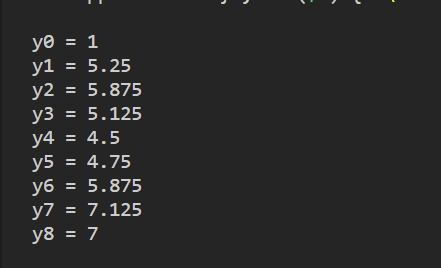 y0 = 1
y1 = 5.25
y2 = 5.875
y3 = 5.125
y4 = 4.5
y5 = 4.75
y6 = 5.875
y7 = 7.125
y8 = 7